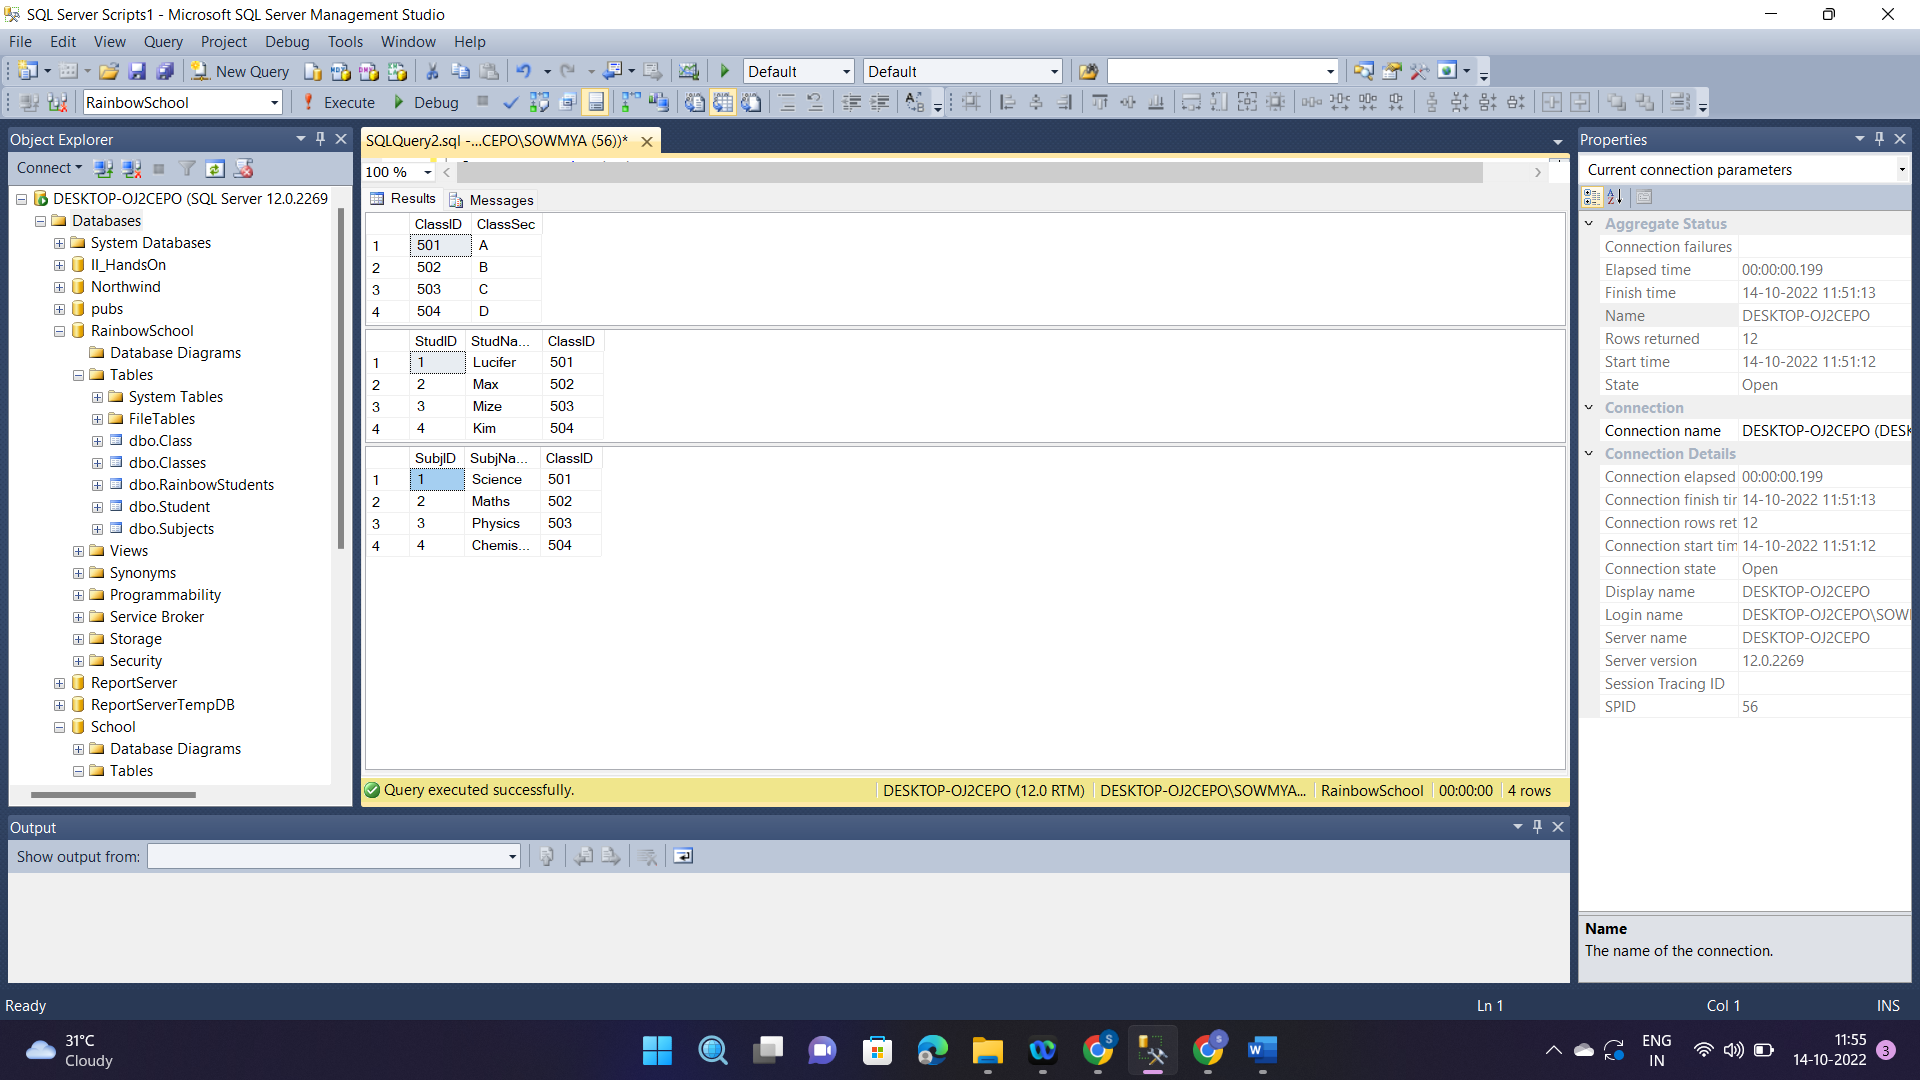 SQL Server Scripts1 - Microsoft SQL Server Management Studio
File Edit View Query Project Debug Tools Window Help
New Query Default Default
RainbowSchool Execute Debug
Object Explorer
Connect
DESKTOP-OJ2CEPO (SQL Server 12.0.2269
Databases
System Databases
II_HandsOn
Northwind
pubs
RainbowSchool
Database Diagrams
Tables
System Tables
FileTables
dbo.Class
dbo.Classes
dbo.RainbowStudents
dbo.Student
dbo.Subjects
Views
Synonyms
Programmability
Service Broker
Storage
Security
ReportServer
ReportServerTempDB
School
Database Diagrams
Tables
SQLQuery2.sql -...CEPO\SOWMYA (56))*
100 %
Results Messages
ClassID ClassSec
1 501 A
2 502 B
3 503 C
4 504 D
StudID StudNa... ClassID
1 1 Lucifer 501
2 2 Max 502
3 3 Mize 503
4 4 Kim 504
SubjID SubjNa... ClassID
1 1 Science 501
2 2 Maths 502
3 3 Physics 503
4 4 Chemis... 504
Query executed successfully. DESKTOP-OJ2CEPO (12.0 RTM) DESKTOP-OJ2CEPO\SOWMYA... RainbowSchool 00:00:00 4 rows
Properties
Current connection parameters
Aggregate Status
Connection failures
Elapsed time 00:00:00.199
Finish time 14-10-2022 11:51:13
Name DESKTOP-OJ2CEPO
Rows returned 12
Start time 14-10-2022 11:51:12
State Open
Connection
Connection name DESKTOP-OJ2CEPO (DESK
Connection Details
Connection elapsed 00:00:00.199
Connection finish tir 14-10-2022 11:51:13
Connection rows ret 12
Connection start tim 14-10-2022 11:51:12
Connection state Open
Display name DESKTOP-OJ2CEPO
Login name DESKTOP-OJ2CEPO\SOWI
Server name DESKTOP-OJ2CEPO
Server version 12.0.2269
Session Tracing ID
SPID 56
Name
The name of the connection.
Output
Show output from:
Ready Ln 1 Col 1 INS
31°C
Cloudy
ENG
IN
11:55
14-10-2022
3